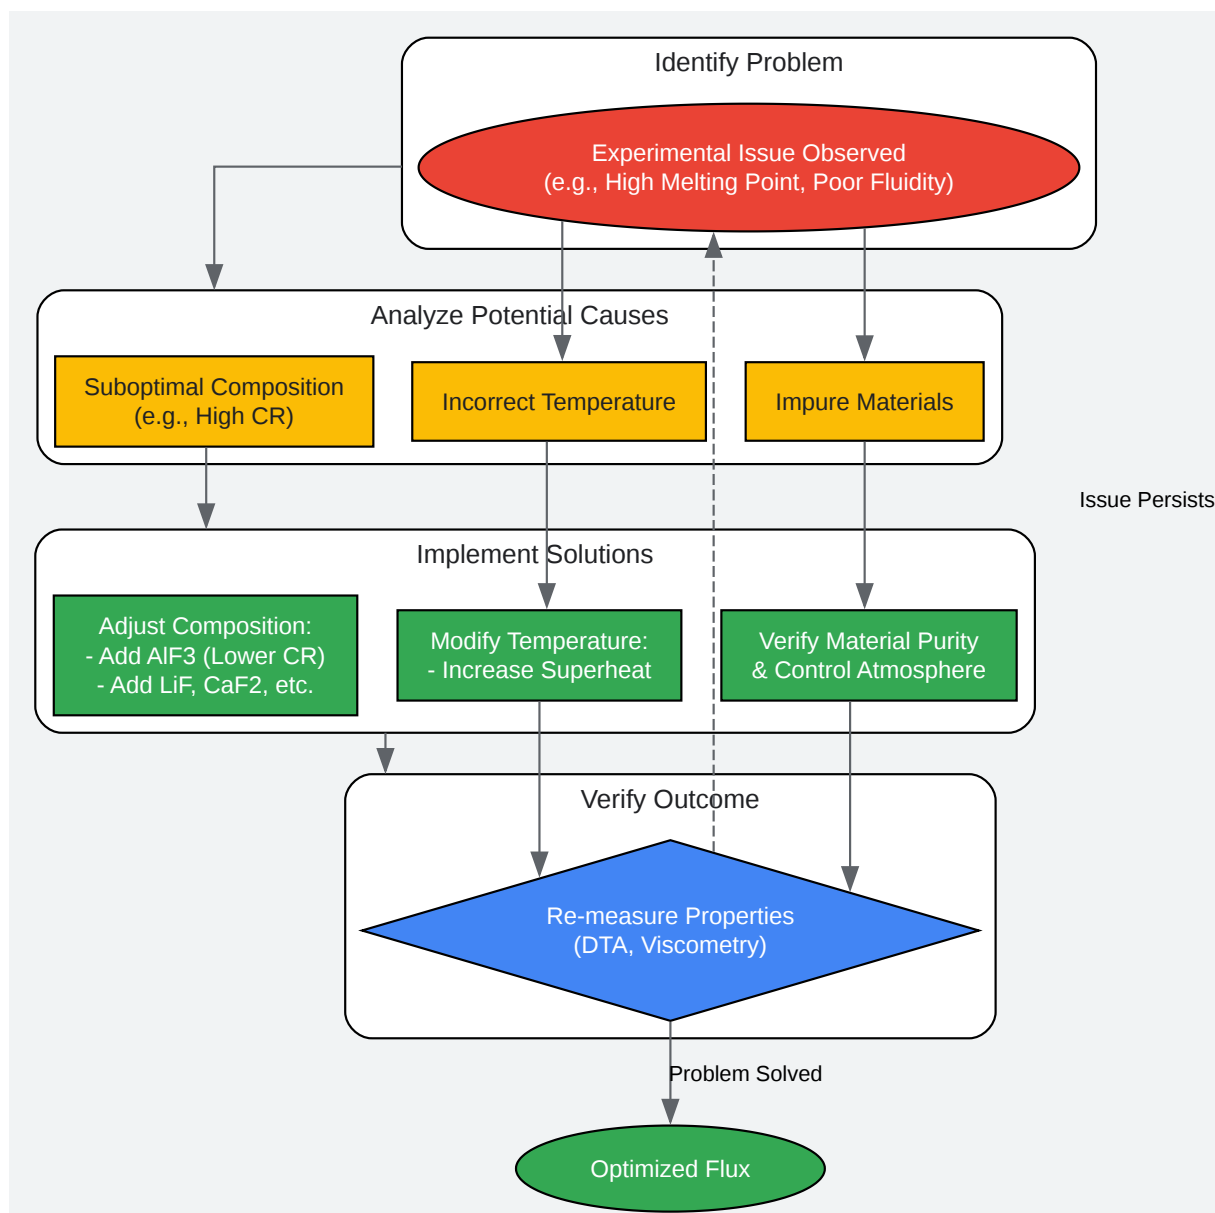 Identify Problem
Experimental Issue Observed
(e.g., High Melting Point, Poor Fluidity)
Analyze Potential Causes
Suboptimal Composition
(e.g., High CR)
Incorrect Temperature
Impure Materials
Issue Persists
Implement Solutions
Adjust Composition:
- Add AlF3 (Lower CR)
- Add LiF, CaF2, etc.
Modify Temperature:
- Increase Superheat
Verify Material Purity
& Control Atmosphere
Verify Outcome
Re-measure Properties
(DTA, Viscometry)
Problem Solved
Optimized Flux